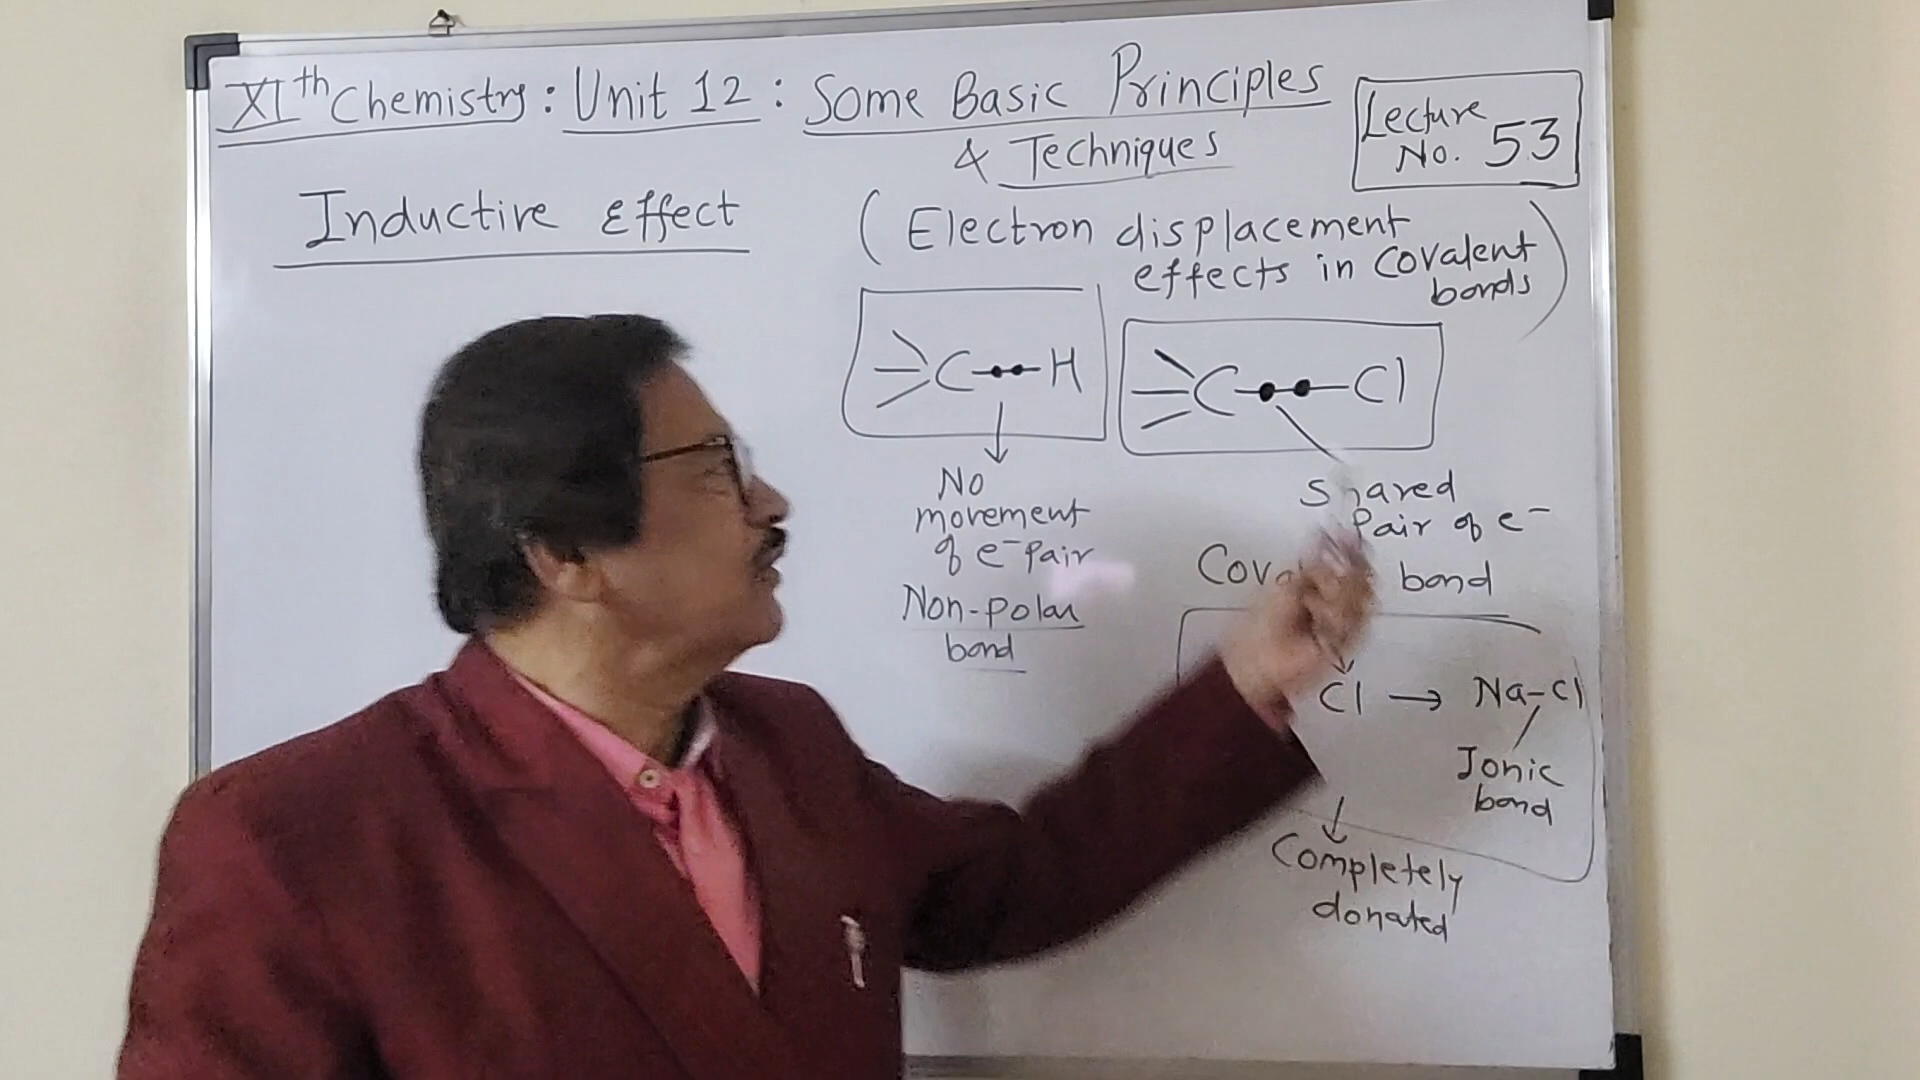 XIth Chemistry : Unit 12 : Some Basic Principles
& Techniques
Lecture
No. 53
Inductive Effect
(Electron displacement
effects in Covalent
bonds)
C H
C Cl
No
movement
of e⁻ pair
Non-polar
bond
Shared
Pair of e⁻
bond
Cl → Na-Cl
Ionic
bond
Completely
donated